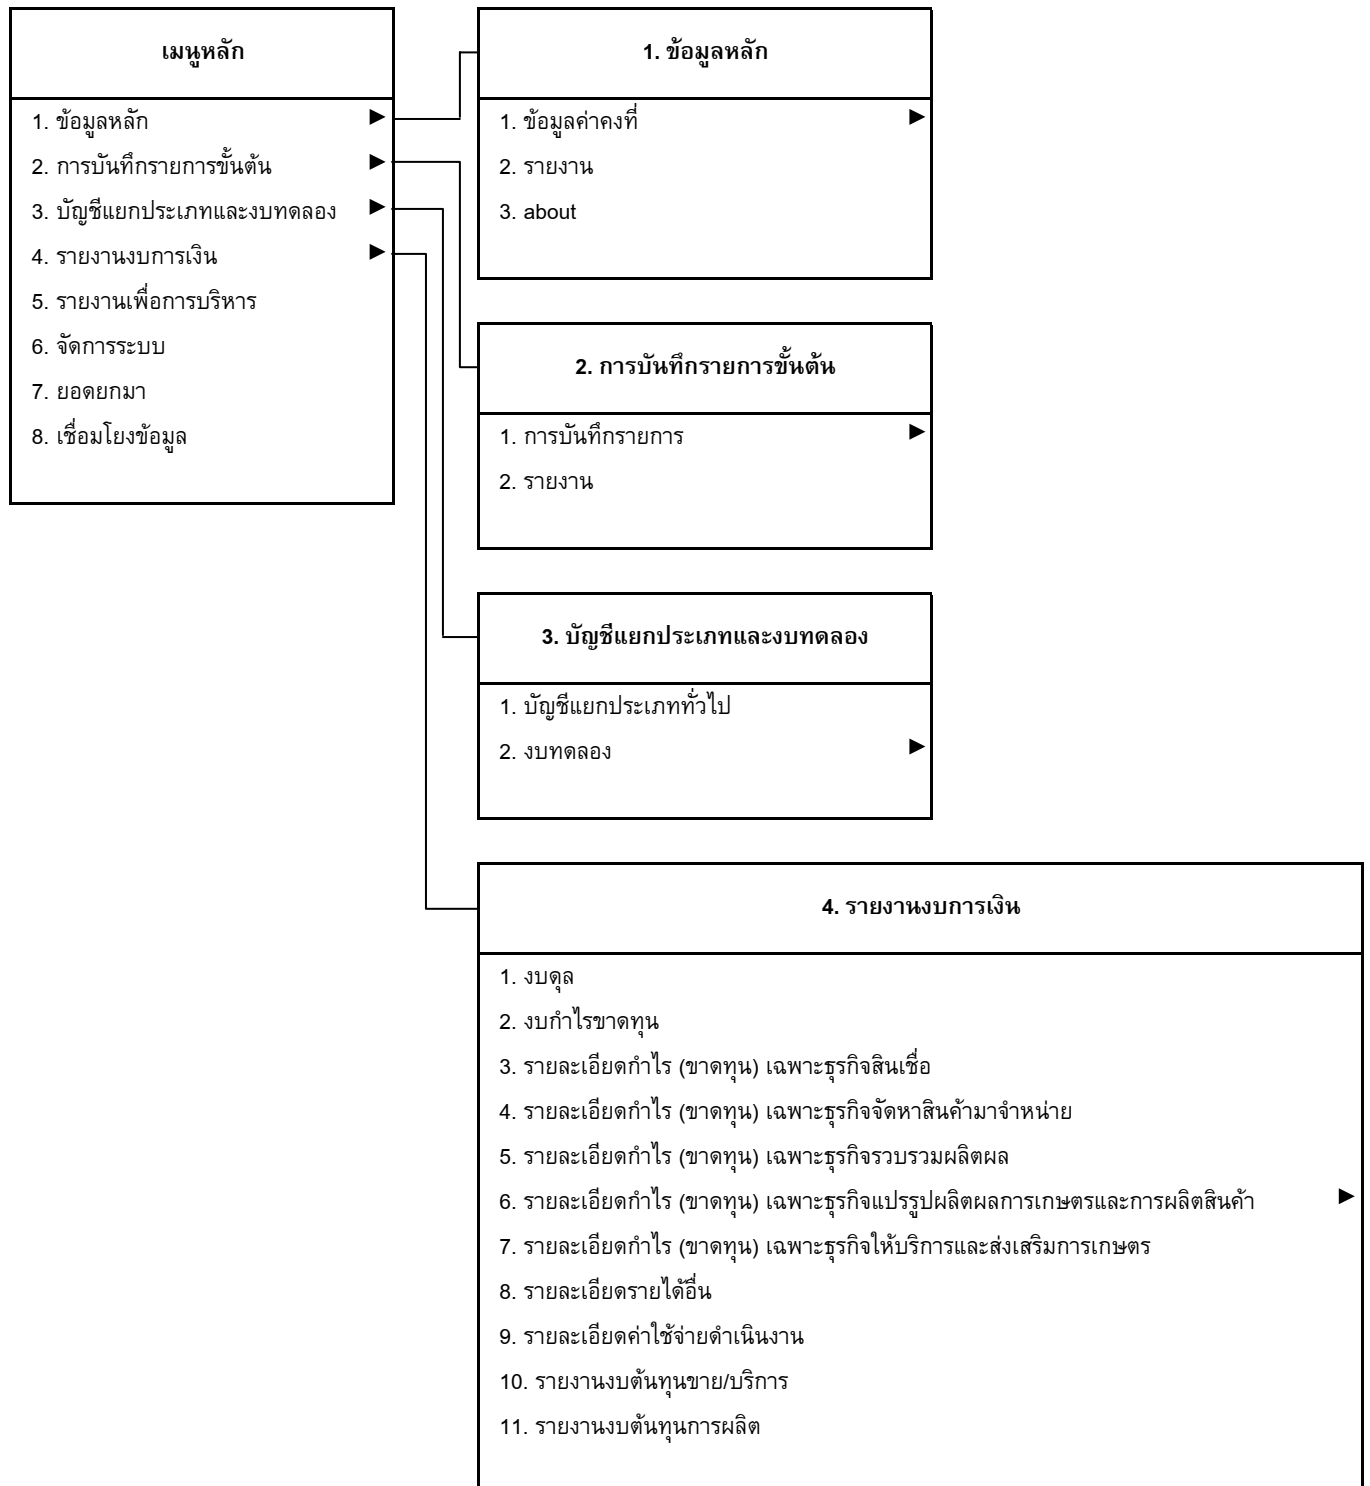 เมนูหลัก
1. ข้อมูลหลัก
2. การบันทึกรายการขั้นต้น
3. บัญชีแยกประเภทและงบทดลอง
4. รายงานงบการเงิน
5. รายงานเพื่อการบริหาร
6. จัดการระบบ
7. ยอดยกมา
8. เชื่อมโยงข้อมูล
1. ข้อมูลหลัก
1. ข้อมูลค่าคงที่
2. รายงาน
3. about
2. การบันทึกรายการขั้นต้น
1. การบันทึกรายการ
2. รายงาน
3. บัญชีแยกประเภทและงบทดลอง
1. บัญชีแยกประเภททั่วไป
2. งบทดลอง
4. รายงานงบการเงิน
1. งบดุล
2. งบกำไรขาดทุน
3. รายละเอียดกำไร (ขาดทุน) เฉพาะธุรกิจสินเชื่อ
4. รายละเอียดกำไร (ขาดทุน) เฉพาะธุรกิจจัดหาสินค้ามาจำหน่าย
5. รายละเอียดกำไร (ขาดทุน) เฉพาะธุรกิจรวบรวมผลิตผล
6. รายละเอียดกำไร (ขาดทุน) เฉพาะธุรกิจแปรรูปผลิตผลการเกษตรและการผลิตสินค้า
7. รายละเอียดกำไร (ขาดทุน) เฉพาะธุรกิจให้บริการและส่งเสริมการเกษตร
8. รายละเอียดรายได้อื่น
9. รายละเอียดค่าใช้จ่ายดำเนินงาน
10. รายงานงบต้นทุนขาย/บริการ
11. รายงานงบต้นทุนการผลิต